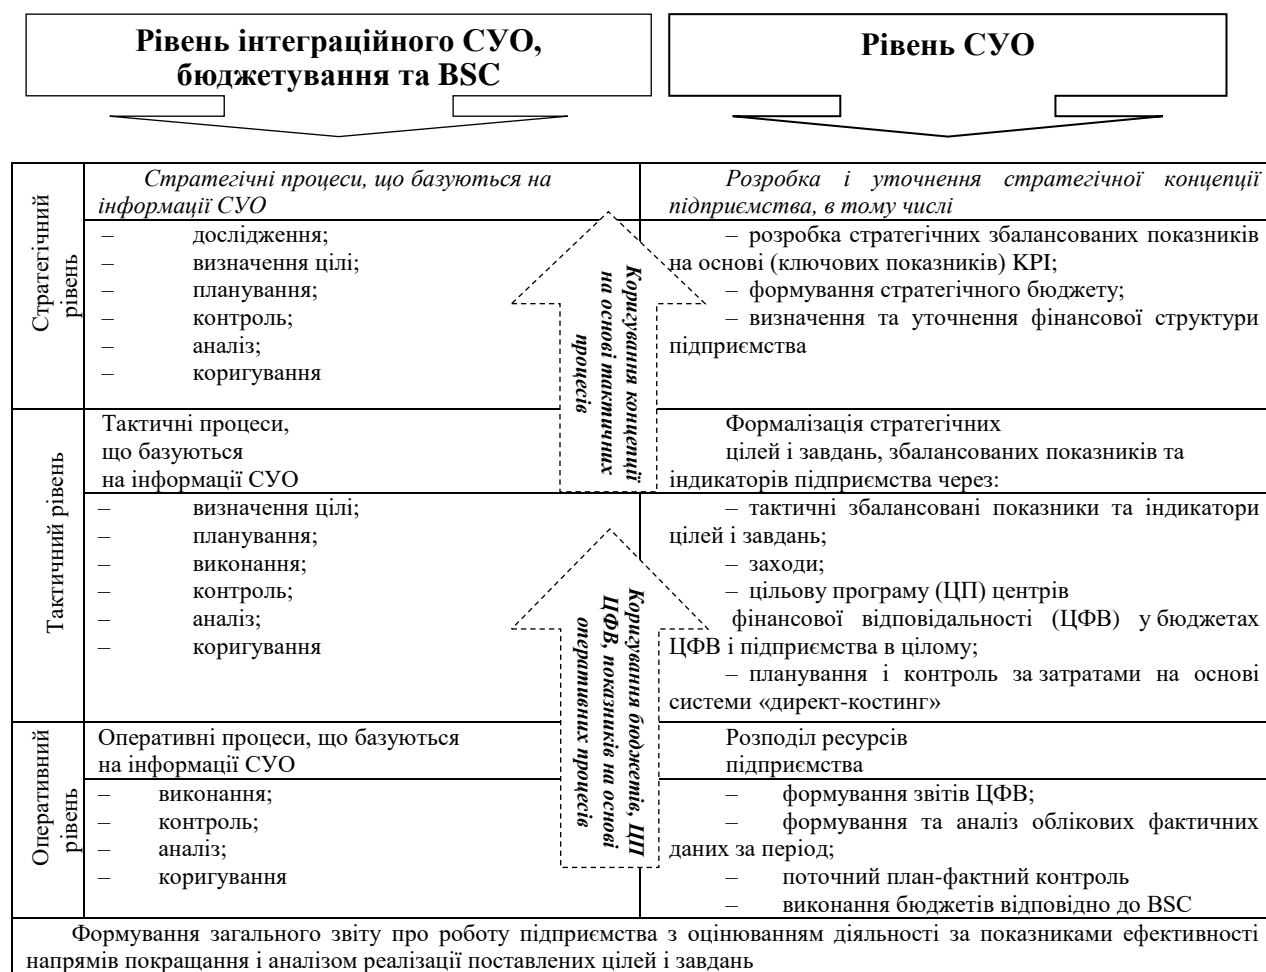 Рівень інтеграційного СУО,
бюджетування та BSC
Рівень СУО
Стратегічний
рівень
Стратегічні процеси, що базуються на
інформації СУО
– дослідження;
– визначення цілі;
– планування;
– контроль;
– аналіз;
– коригування
Коригування концепції
на основі тактичних
процесів
Розробка і уточнення стратегічної концепції
підприємства, в тому числі
– розробка стратегічних збалансованих показників
на основі (ключових показників) KPI;
– формування стратегічного бюджету;
– визначення та уточнення фінансової структури
підприємства
Тактичний рівень
Тактичні процеси,
що базуються
на інформації СУО
– визначення цілі;
– планування;
– виконання;
– контроль;
– аналіз;
– коригування
Коригування бюджетів, ЦП
ЦФВ, показників на основі
оперативних процесів
Формалізація стратегічних
цілей і завдань, збалансованих показників та
індикаторів підприємства через:
– тактичні збалансовані показники та індикатори
цілей і завдань;
– заходи;
– цільову програму (ЦП) центрів
фінансової відповідальності (ЦФВ) у бюджетах
ЦФВ і підприємства в цілому;
– планування і контроль за затратами на основі
системи «директ-костинг»
Оперативний
рівень
Оперативні процеси, що базуються
на інформації СУО
– виконання;
– контроль;
– аналіз;
– коригування
Розподіл ресурсів
підприємства
– формування звітів ЦФВ;
– формування та аналіз облікових фактичних
даних за період;
– поточний план-фактний контроль
– виконання бюджетів відповідно до BSC
Формування загального звіту про роботу підприємства з оцінюванням діяльності за показниками ефективності
напрямів покращання і аналізом реалізації поставлених цілей і завдань